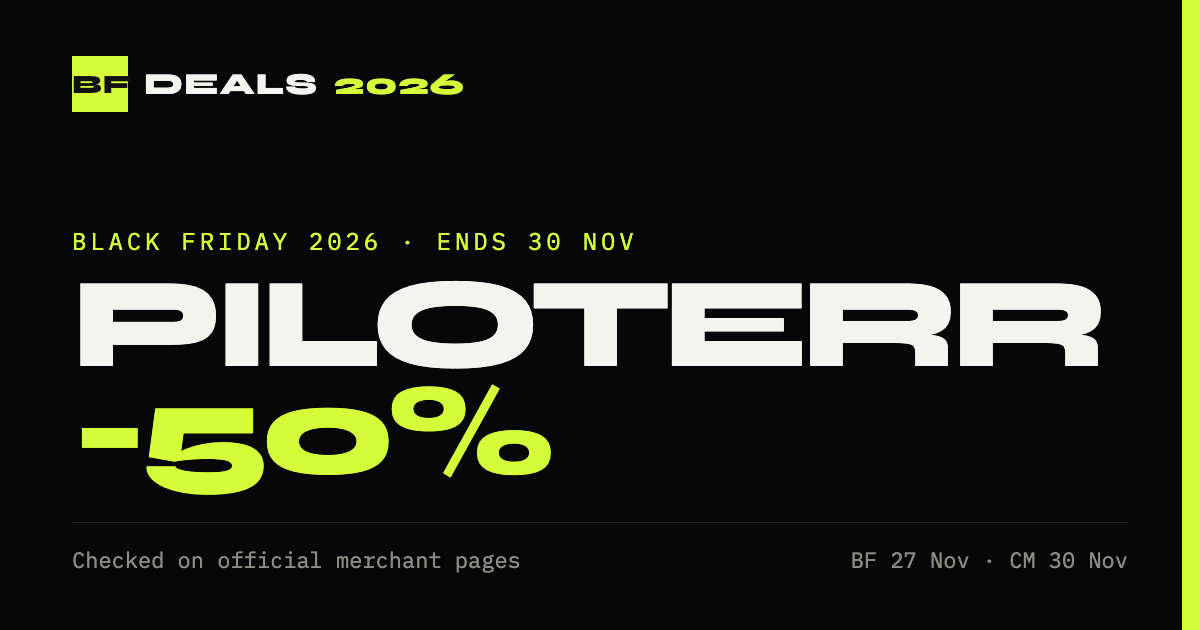 BF DEALS 2026
BLACK FRIDAY 2026 · ENDS 30 NOV
PILOTERR
-50%
Checked on official merchant pages
BF 27 Nov · CM 30 Nov